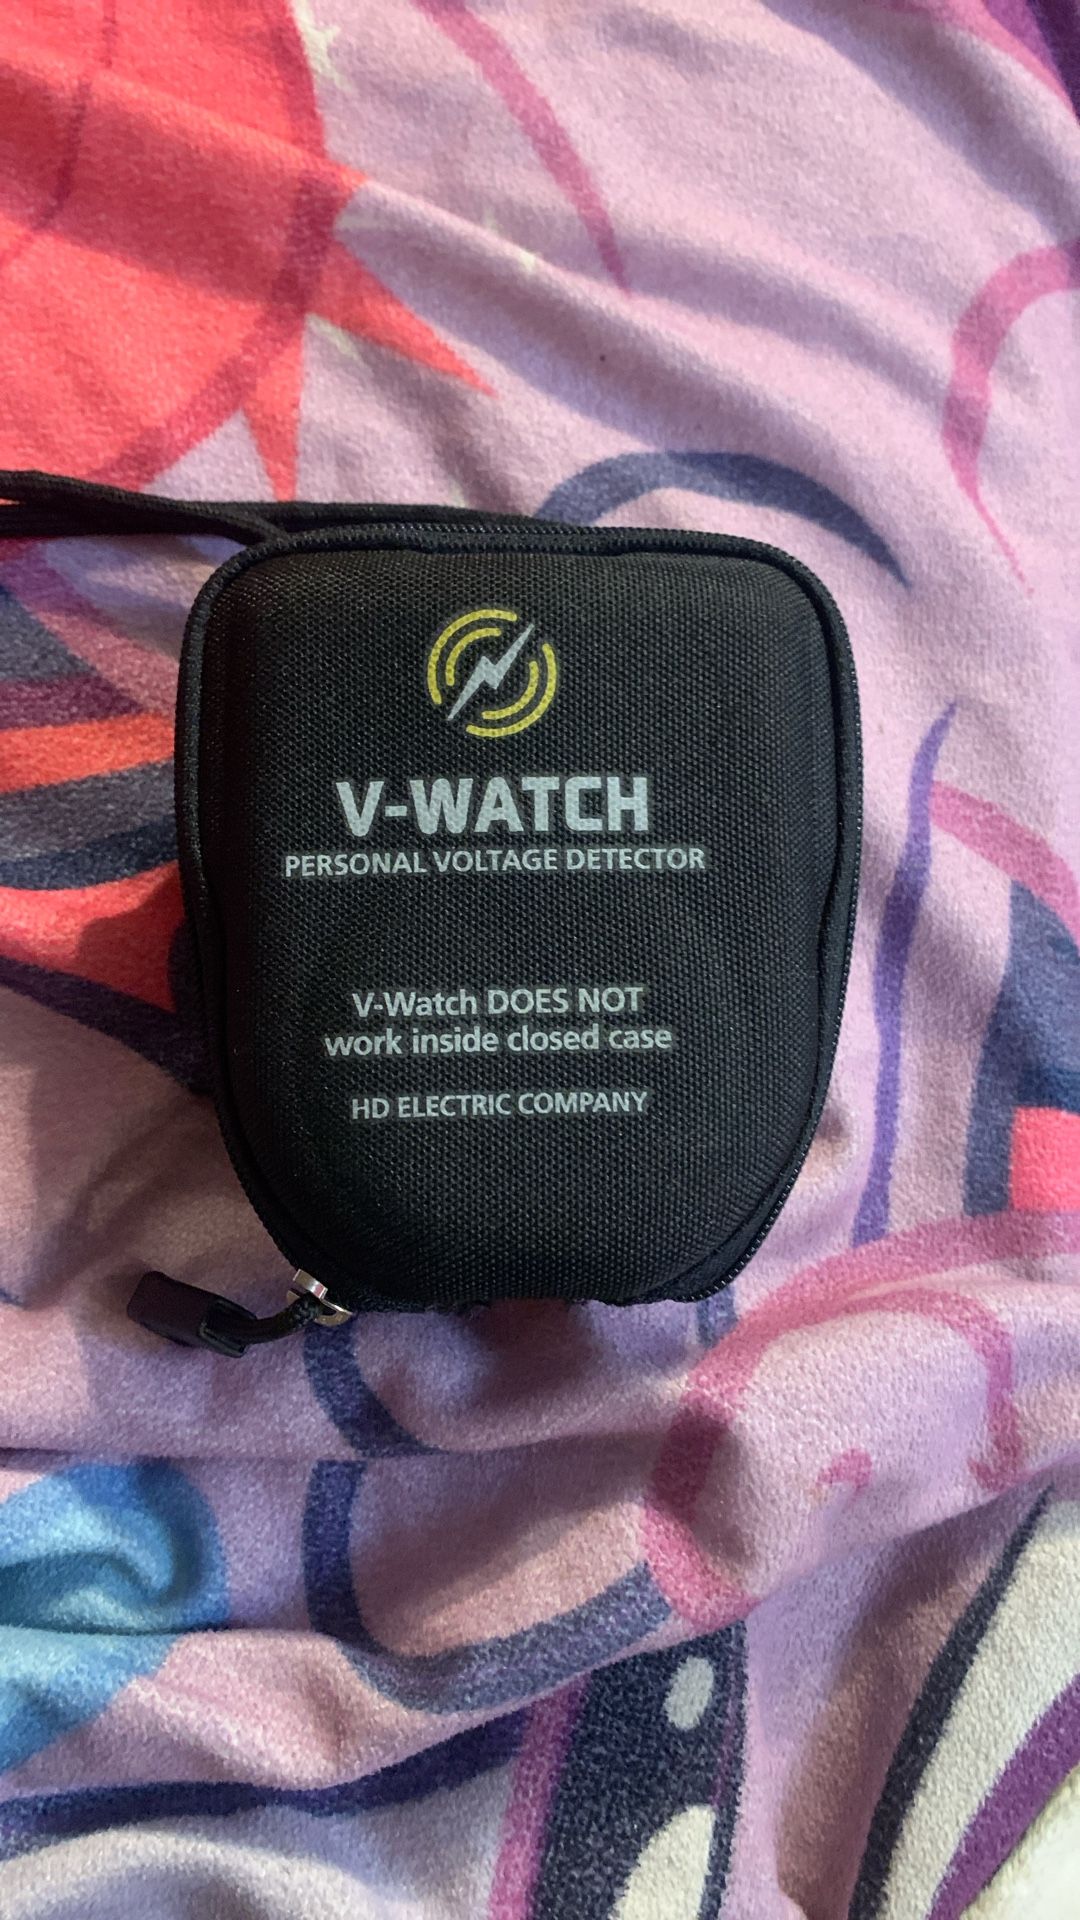 V-WATCH
PERSONAL VOLTAGE DETECTOR
V-Watch DOES NOT
work inside closed case
HD ELECTRIC COMPANY